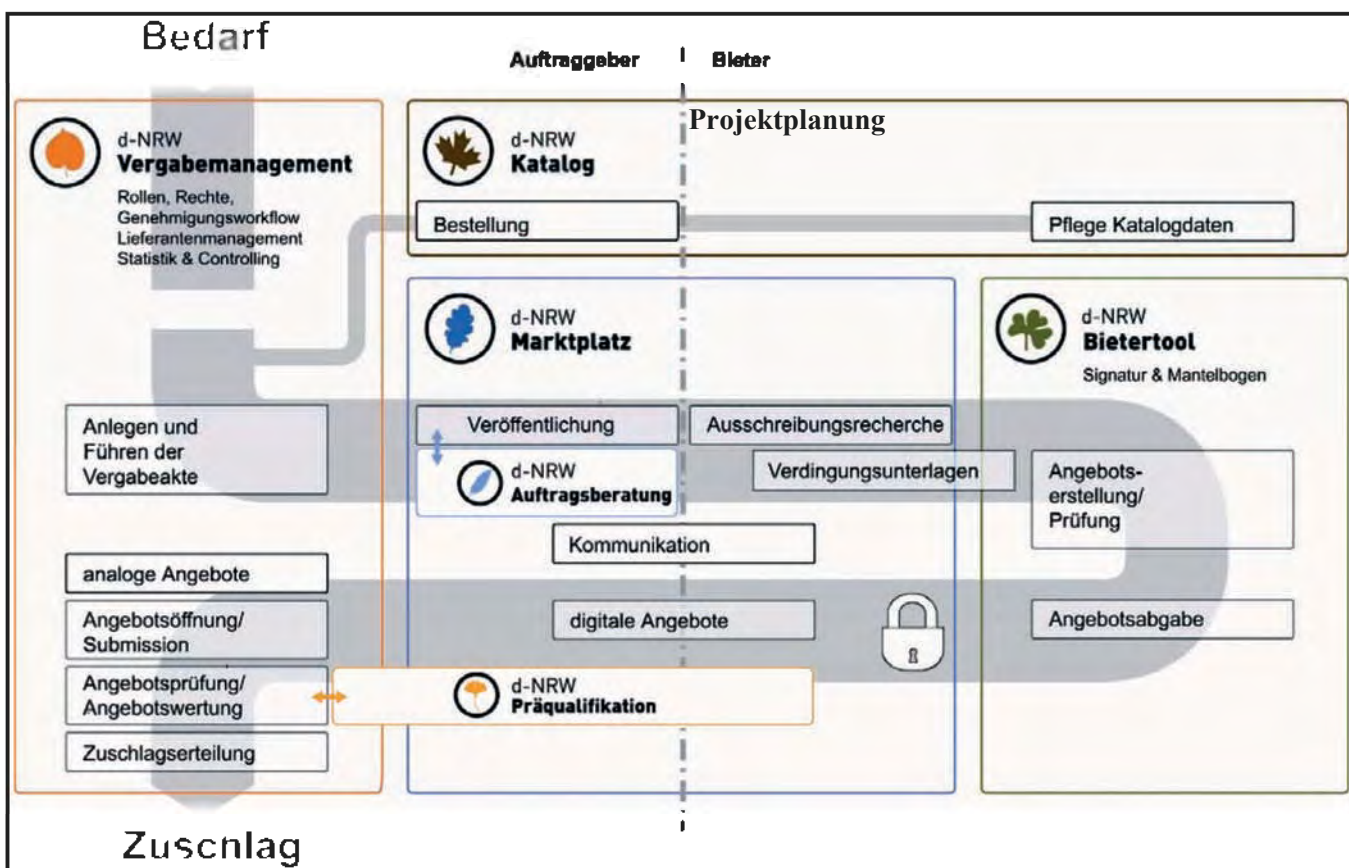 Bedarf
Auftraggeber
Bieter
d-NRW
Vergabemanagement
Rollen, Rechte,
Genehmigungsworkflow
Lieferantenmanagement
Statistik & Controlling
Projektplanung
d-NRW
Katalog
Bestellung
Pflege Katalogdaten
d-NRW
Marktplatz
d-NRW
Bietertool
Signatur & Mantelbogen
Anlegen und
Führen der
Vergabeakte
Veröffentlichung
Ausschreibungsrecherche
d-NRW
Auftragsberatung
Verdingungsunterlagen
Angebots-
erstellung/
Prüfung
Kommunikation
analoge Angebote
Angebotsöffnung/
Submission
digitale Angebote
Angebotsabgabe
Angebotsprüfung/
Angebotswertung
d-NRW
Präqualifikation
Zuschlagserteilung
Zuschlag